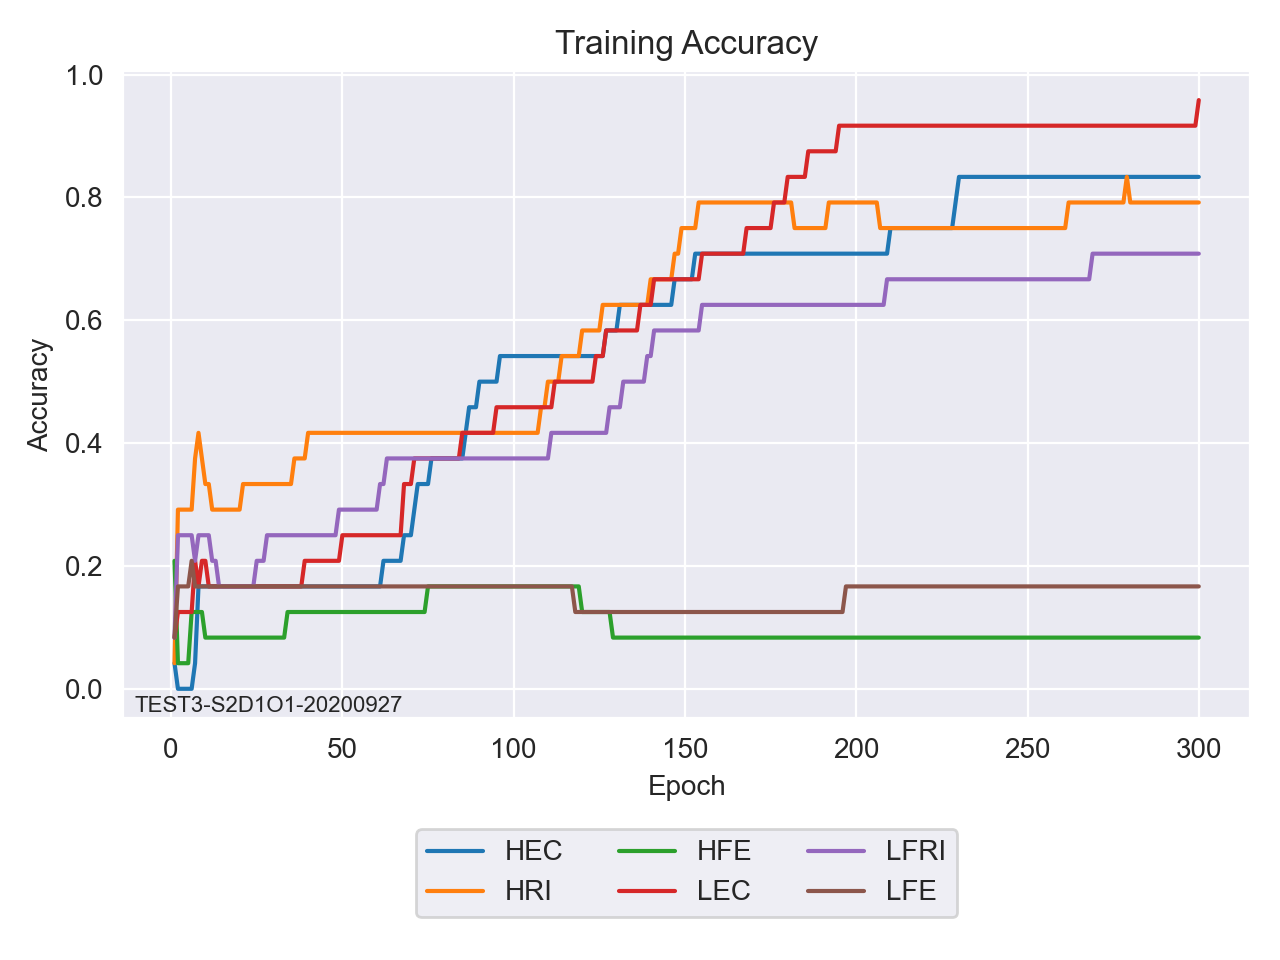 Training Accuracy
1.0
0.8
0.6
0.4
0.2
0.0
Accuracy
TEST3-S2D1O1-20200927
0 50 100 150 200 250 300
Epoch
HEC HFE LFRI
HRI LEC LFE